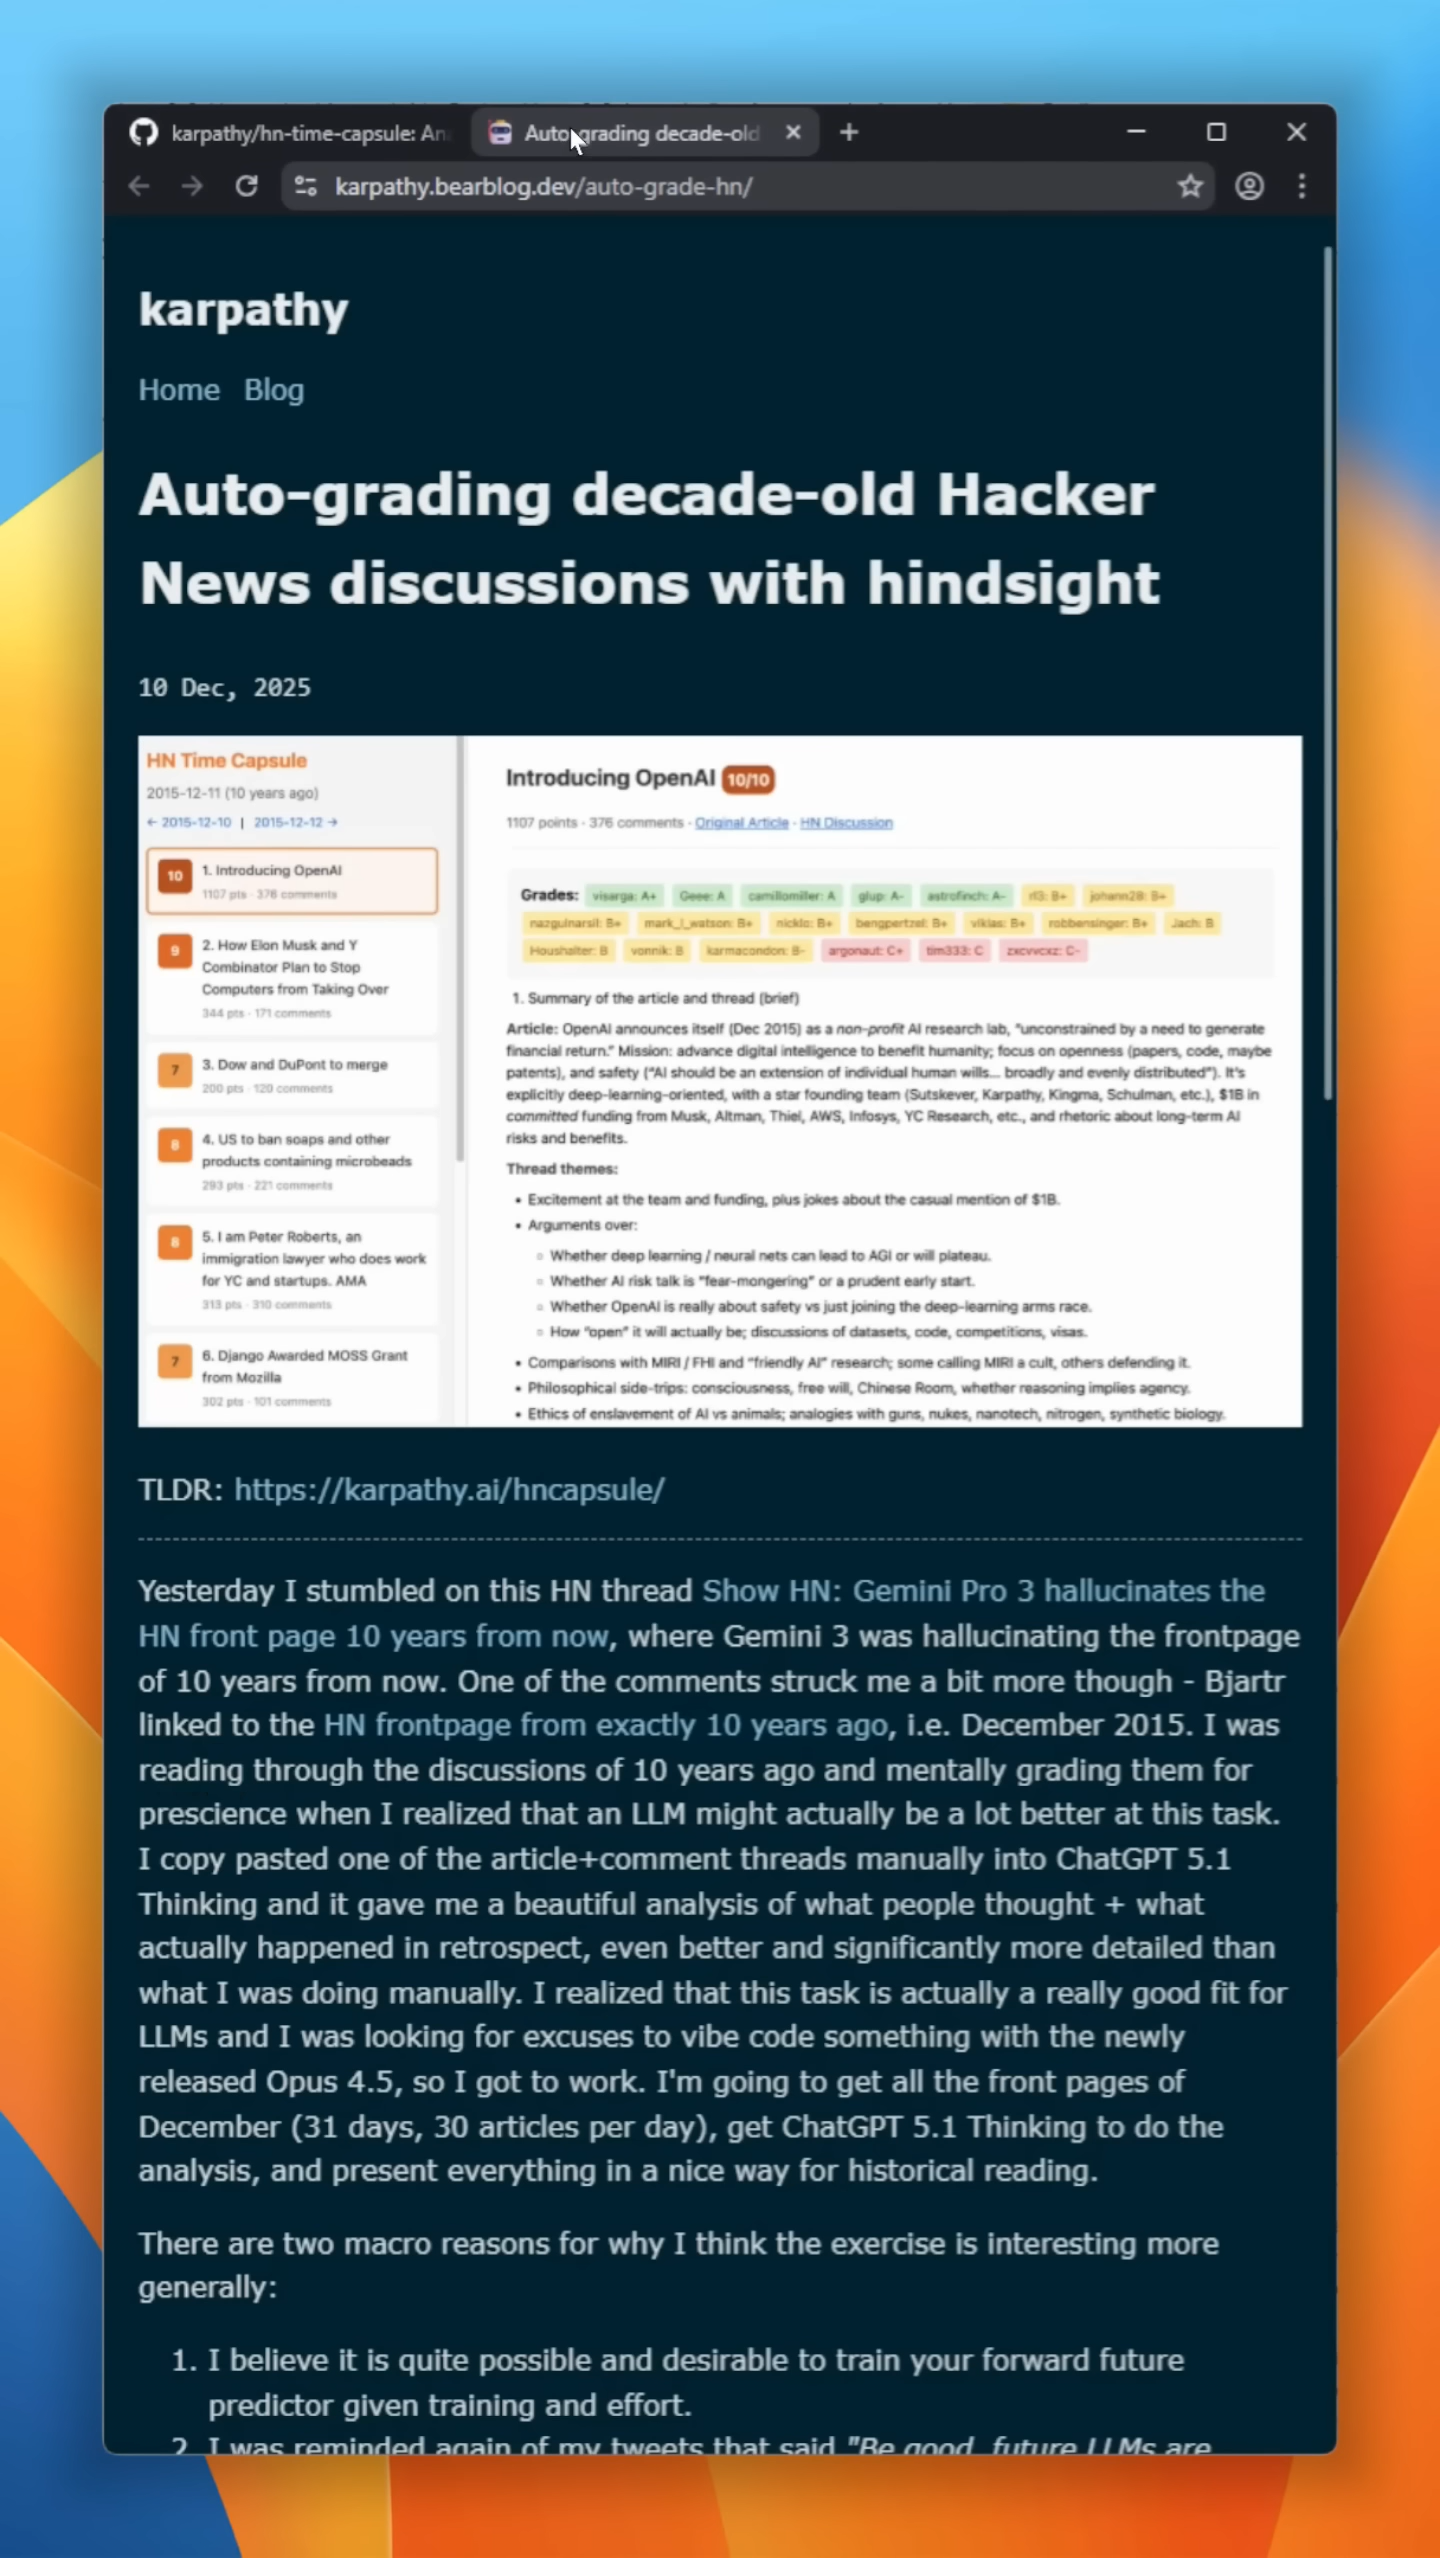 karpathy/hn-time-capsule: An
Auto-grading decade-old
karpathy.bearblog.dev/auto-grade-hn/
karpathy
Home Blog
Auto-grading decade-old Hacker
News discussions with hindsight
10 Dec, 2025
HN Time Capsule
2015-12-11 (10 years ago)
← 2015-12-10 | 2015-12-12 →
10
1. Introducing OpenAI
1107 pts · 376 comments
9
2. How Elon Musk and Y
Combinator Plan to Stop
Computers from Taking Over
344 pts · 171 comments
7
3. Dow and DuPont to merge
200 pts · 120 comments
8
4. US to ban soaps and other
products containing microbeads
293 pts · 221 comments
8
5. I am Peter Roberts, an
immigration lawyer who does work
for YC and startups. AMA
313 pts · 310 comments
7
6. Django Awarded MOSS Grant
from Mozilla
302 pts · 101 comments
Introducing OpenAI 10/10
1107 points · 376 comments · Original Article · HN Discussion
Grades: visarga: A+ Geee: A camillomiller: A glup: A- astrofinch: A- B+ johann28: B+
nazgulnarsil: B+ mark_l_watson: B+ nicklo: B+ bengpertzel: B+ viklas: B+ robbensinger: B+ Jach: B
Houshalter: B vonnik: B karmacondon: B- argonaut: C+ tim333: C zxcvvcxz: C-
1. Summary of the article and thread (brief)
Article: OpenAI announces itself (Dec 2015) as a non-profit AI research lab, "unconstrained by a need to generate
financial return." Mission: advance digital intelligence to benefit humanity; focus on openness (papers, code, maybe
patents), and safety ("AI should be an extension of individual human wills... broadly and evenly distributed"). It's
explicitly deep-learning-oriented, with a star founding team (Sutskever, Karpathy, Kingma, Schulman, etc.), $1B in
committed funding from Musk, Altman, Thiel, AWS, Infosys, YC Research, etc., and rhetoric about long-term AI
risks and benefits.
Thread themes:
• Excitement at the team and funding, plus jokes about the casual mention of $1B.
• Arguments over:
○ Whether deep learning / neural nets can lead to AGI or will plateau.
○ Whether AI risk talk is "fear-mongering" or a prudent early start.
○ Whether OpenAI is really about safety vs just joining the deep-learning arms race.
○ How "open" it will actually be; discussions of datasets, code, competitions, visas.
• Comparisons with MIRI / FHI and "friendly AI" research; some calling MIRI a cult, others defending it.
• Philosophical side-trips: consciousness, free will, Chinese Room, whether reasoning implies agency.
• Ethics of enslavement of AI vs animals; analogies with guns, nukes, nanotech, nitrogen, synthetic biology.
TLDR: https://karpathy.ai/hncapsule/
Yesterday I stumbled on this HN thread Show HN: Gemini Pro 3 hallucinates the
HN front page 10 years from now, where Gemini 3 was hallucinating the frontpage
of 10 years from now. One of the comments struck me a bit more though - Bjartr
linked to the HN frontpage from exactly 10 years ago, i.e. December 2015. I was
reading through the discussions of 10 years ago and mentally grading them for
prescience when I realized that an LLM might actually be a lot better at this task.
I copy pasted one of the article+comment threads manually into ChatGPT 5.1
Thinking and it gave me a beautiful analysis of what people thought + what
actually happened in retrospect, even better and significantly more detailed than
what I was doing manually. I realized that this task is actually a really good fit for
LLMs and I was looking for excuses to vibe code something with the newly
released Opus 4.5, so I got to work. I'm going to get all the front pages of
December (31 days, 30 articles per day), get ChatGPT 5.1 Thinking to do the
analysis, and present everything in a nice way for historical reading.
There are two macro reasons for why I think the exercise is interesting more
generally:
1. I believe it is quite possible and desirable to train your forward future
predictor given training and effort.
2. I was reminded again of my tweets that said "Be good, future LLMs are